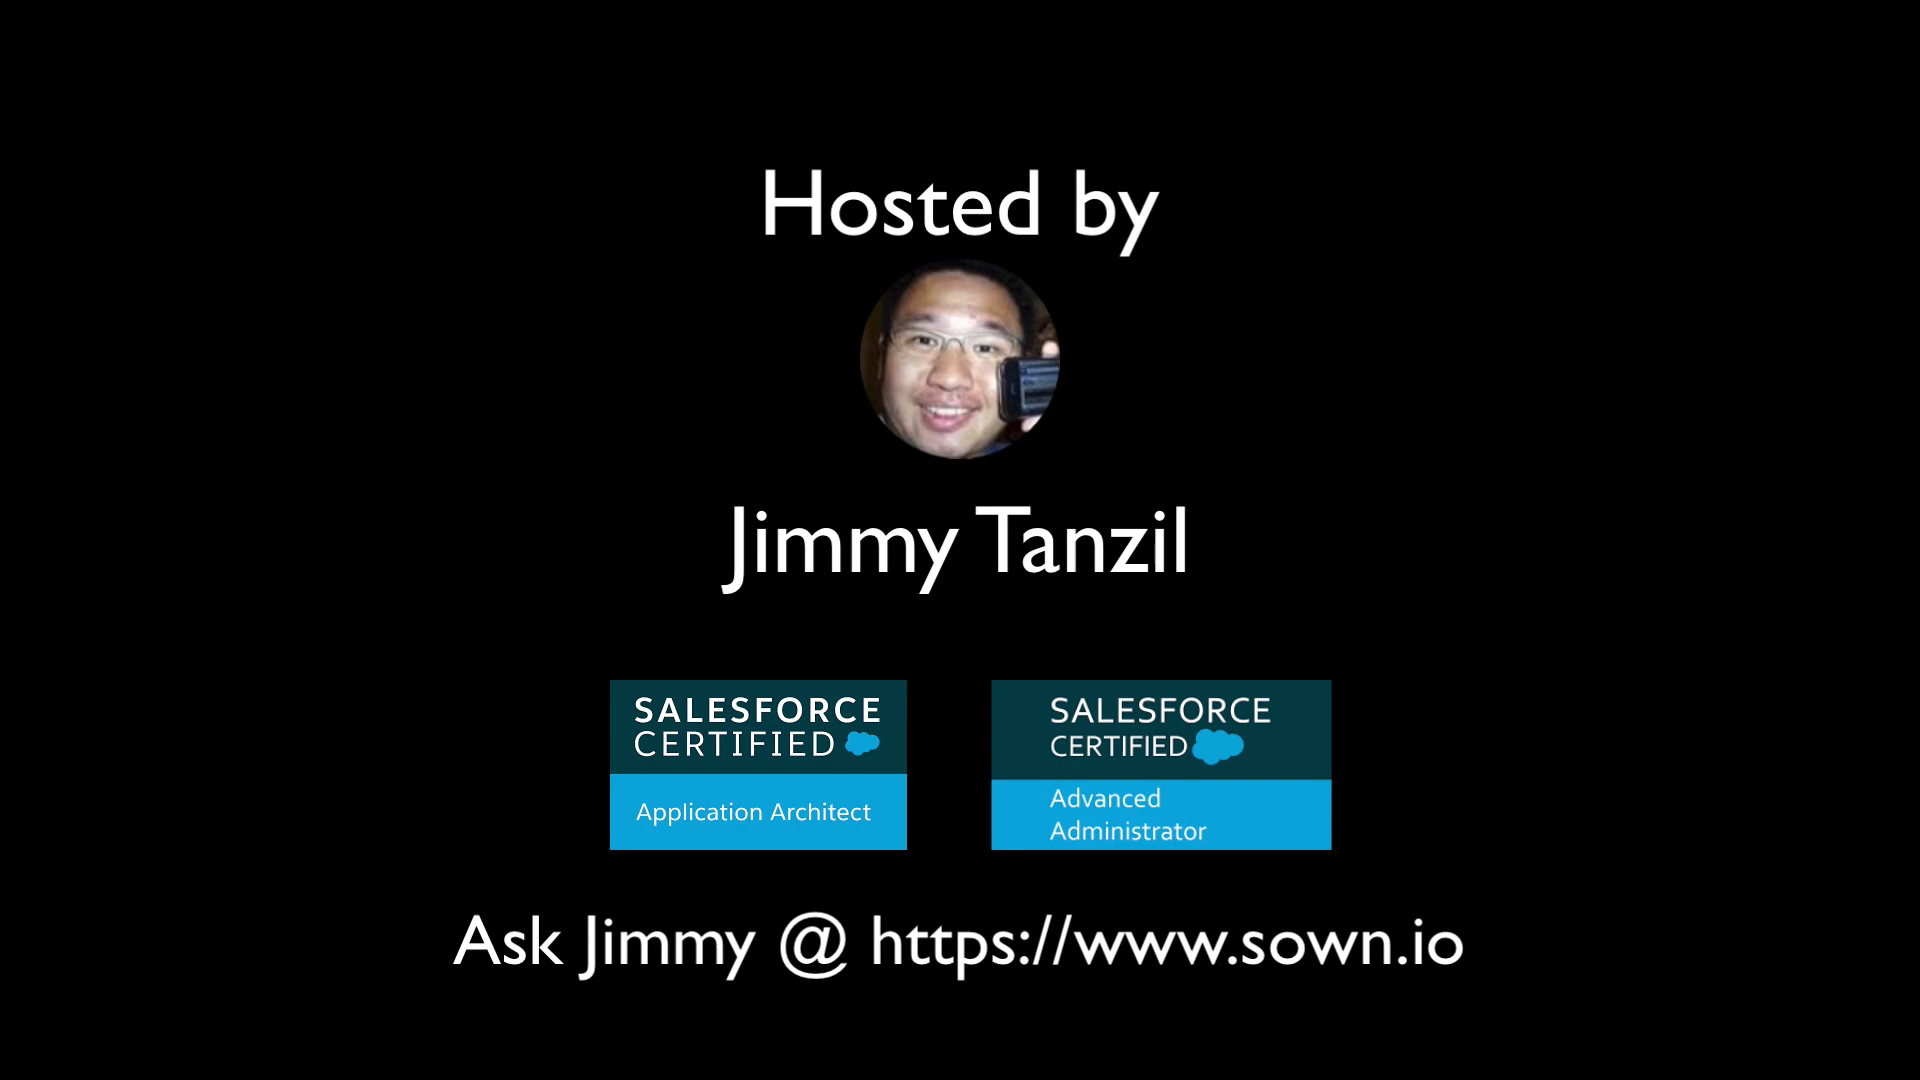 Hosted by
Jimmy Tanzil
SALESFORCE
CERTIFIED
Application Architect
SALESFORCE
CERTIFIED
Advanced
Administrator
Ask Jimmy @ https://www.sown.io